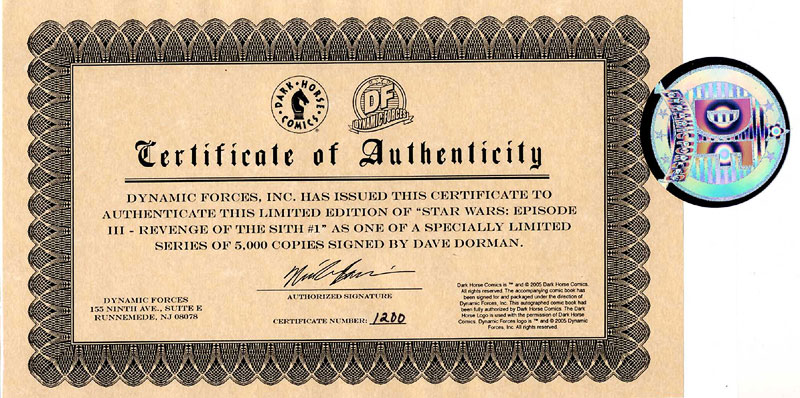 DARK HORSE
COMICS
DF
DYNAMIC FORCES
Certificate of Authenticity
DYNAMIC FORCES, INC. HAS ISSUED THIS CERTIFICATE TO
AUTHENTICATE THIS LIMITED EDITION OF "STAR WARS: EPISODE
III - REVENGE OF THE SITH #1" AS ONE OF A SPECIALLY LIMITED
SERIES OF 5,000 COPIES SIGNED BY DAVE DORMAN.
AUTHORIZED SIGNATURE
CERTIFICATE NUMBER: 1200
DYNAMIC FORCES
155 NINTH AVE., SUITE E
RUNNEMEDE, NJ 08078
Dark Horse Comics is ™ and © 2005 Dark Horse Comics.
All rights reserved. The accompanying comic book has
been signed for and packaged under the direction of
Dynamic Forces, Inc. This autographed comic book had
been fully authorized by Dark Horse Comics. The Dark
Horse Logo is used with the permission of Dark Horse
Comics. Dynamic Forces logo is ™ and © 2005 Dynamic
Forces, Inc. All rights reserved.
DF